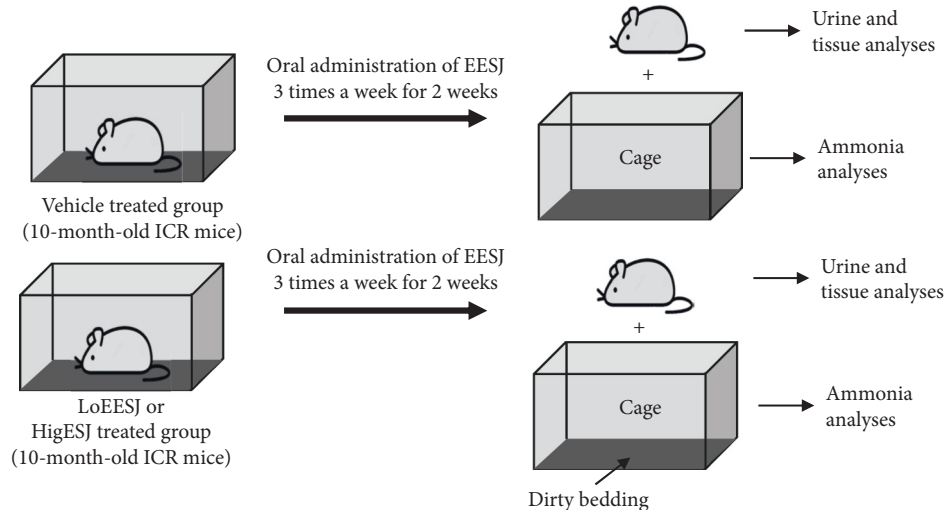 Oral administration of EESJ
3 times a week for 2 weeks
Urine and
tissue analyses
+
Cage
Ammonia
analyses
Vehicle treated group
(10-month-old ICR mice)
Oral administration of EESJ
3 times a week for 2 weeks
Urine and
tissue analyses
+
Cage
Ammonia
analyses
LoEESJ or
HigESJ treated group
(10-month-old ICR mice)
Dirty bedding